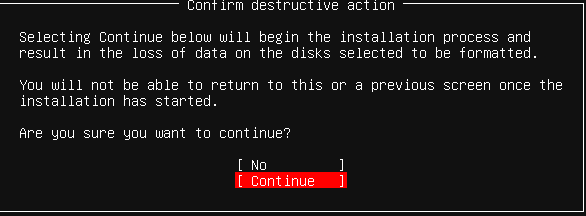 Confirm destructive action
Selecting Continue below will begin the installation process and
result in the loss of data on the disks selected to be formatted.
You will not be able to return to this or a previous screen once the
installation has started.
Are you sure you want to continue?
[ No ]
[ Continue ]